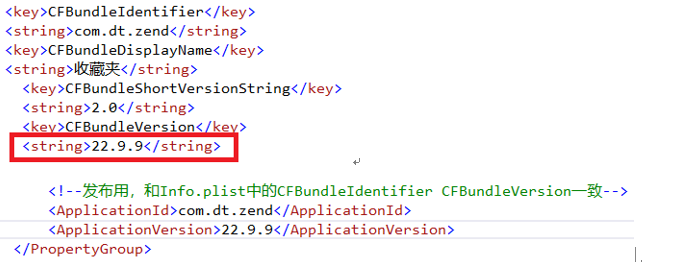 <key>CFBundleIdentifier</key>
<string>com.dt.zend</string>
<key>CFBundleDisplayName</key>
<string>收藏夹</string>
<key>CFBundleShortVersionString</key>
<string>2.0</string>
<key>CFBundleVersion</key>
<string>22.9.9</string>
<!--发布用，和Info.plist中的CFBundleIdentifier CFBundleVersion一致-->
<ApplicationId>com.dt.zend</ApplicationId>
<ApplicationVersion>22.9.9</ApplicationVersion>
</PropertyGroup>